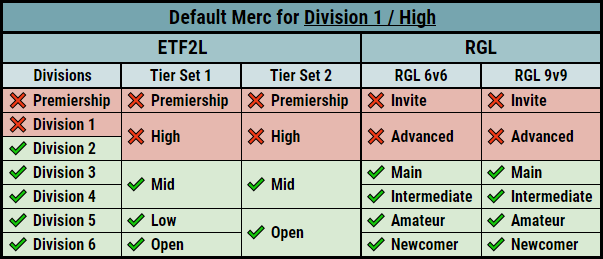 Default Merc for Division 1 / High
ETF2L RGL
Divisions Tier Set 1 Tier Set 2 RGL 6v6 RGL 9v9
Premiership Premiership Premiership Invite Invite
Division 1
High High Advanced Advanced
Division 2
Division 3 Main Main
Mid Mid
Division 4 Intermediate Intermediate
Division 5 Low Amateur Amateur
Open
Division 6 Open Newcomer Newcomer